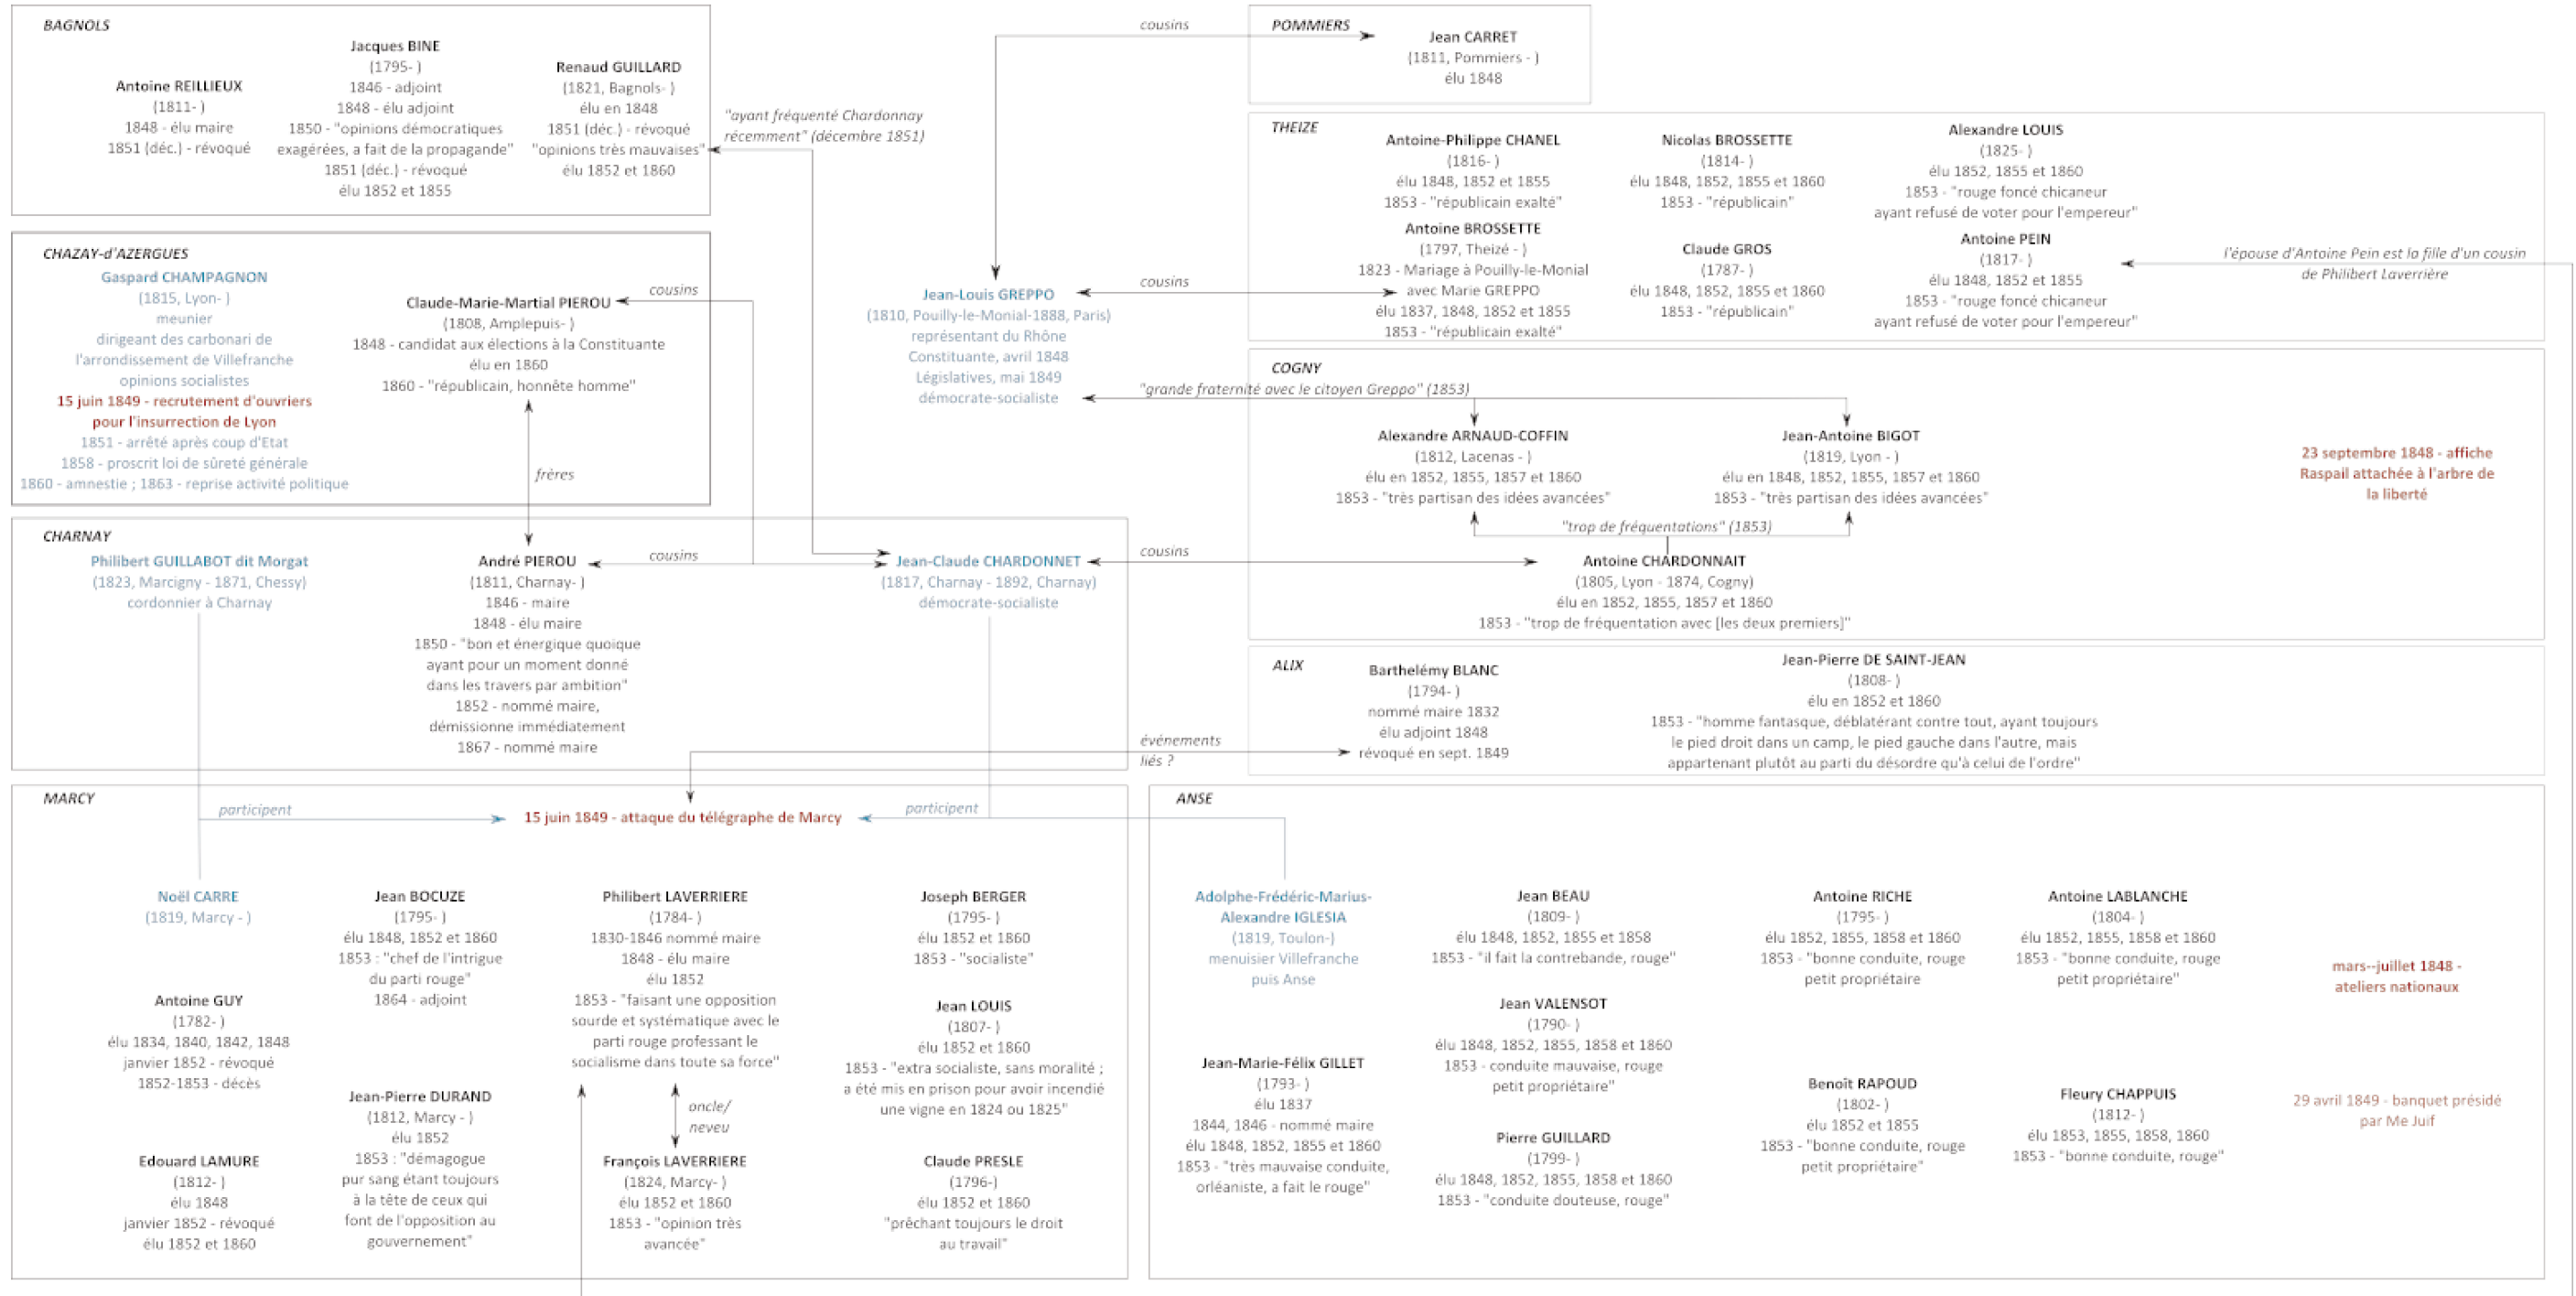 BAGNOLS
Antoine REILLIEUX
(1811- )
1848 - élu maire
1851 (déc.) - révoqué
Jacques BINE
(1795- )
1846 - adjoint
1848 - élu adjoint
1850 - "opinions démocratiques
exagérées, a fait de la propagande"
1851 (déc.) - révoqué
élu 1852 et 1855
Renaud GUILLARD
(1821, Bagnols- )
élu en 1848
1851 (déc.) - révoqué
"opinions très mauvaises"
élu 1852 et 1860
"ayant fréquenté Chardonnay
récemment" (décembre 1851)
cousins
POMMIERS
Jean CARRET
(1811, Pommiers - )
élu 1848
THEIZE
Antoine-Philippe CHANEL
(1816- )
élu 1848, 1852 et 1855
1853 - "républicain exalté"
Nicolas BROSSETTE
(1814- )
élu 1848, 1852, 1855 et 1860
1853 - "républicain"
Alexandre LOUIS
(1825- )
élu 1852, 1855 et 1860
1853 - "rouge foncé chicaneur
ayant refusé de voter pour l'empereur"
Antoine BROSSETTE
(1797, Theizé - )
1823 - Mariage à Pouilly-le-Monial
avec Marie GREPPO
élu 1837, 1848, 1852 et 1855
1853 - "républicain exalté"
Claude GROS
(1787- )
élu 1848, 1852, 1855 et 1860
1853 - "républicain"
Antoine PEIN
(1817- )
élu 1848, 1852 et 1855
1853 - "rouge foncé chicaneur
ayant refusé de voter pour l'empereur"
l'épouse d'Antoine Pein est la fille d'un cousin
de Philibert Laverrière
CHAZAY-d'AZERGUES
Gaspard CHAMPAGNON
(1815, Lyon- )
meunier
dirigeant des carbonari de
l'arrondissement de Villefranche
opinions socialistes
15 juin 1849 - recrutement d'ouvriers
pour l'insurrection de Lyon
1851 - arrêté après coup d'Etat
1858 - proscrit loi de sûreté générale
1860 - amnestie ; 1863 - reprise activité politique
Claude-Marie-Martial PIEROU
(1808, Amplepuis- )
1848 - candidat aux élections à la Constituante
élu en 1860
1860 - "républicain, honnête homme"
cousins
frères
Jean-Louis GREPPO
(1810, Pouilly-le-Monial-1888, Paris)
représentant du Rhône
Constituante, avril 1848
Législatives, mai 1849
démocrate-socialiste
cousins
COGNY
"grande fraternité avec le citoyen Greppo" (1853)
Alexandre ARNAUD-COFFIN
(1812, Lacenas - )
élu en 1852, 1855, 1857 et 1860
1853 - "très partisan des idées avancées"
Jean-Antoine BIGOT
(1819, Lyon - )
élu en 1848, 1852, 1855, 1857 et 1860
1853 - "très partisan des idées avancées"
23 septembre 1848 - affiche
Raspail attachée à l'arbre de
la liberté
"trop de fréquentations" (1853)
Antoine CHARDONNAIT
(1805, Lyon - 1874, Cogny)
élu en 1852, 1855, 1857 et 1860
1853 - "trop de fréquentation avec [les deux premiers]"
CHARNAY
Philibert GUILLABOT dit Morgat
(1823, Marcigny - 1871, Chessy)
cordonnier à Charnay
André PIEROU
(1811, Charnay- )
1846 - maire
1848 - élu maire
1850 - "bon et énergique quoique
ayant pour un moment donné
dans les travers par ambition"
1852 - nommé maire,
démissionne immédiatement
1867 - nommé maire
cousins
Jean-Claude CHARDONNET
(1817, Charnay - 1892, Charnay)
démocrate-socialiste
cousins
ALIX
Barthelémy BLANC
(1794- )
nommé maire 1832
élu adjoint 1848
révoqué en sept. 1849
Jean-Pierre DE SAINT-JEAN
(1808- )
élu en 1852 et 1860
1853 - "homme fantasque, déblatérant contre tout, ayant toujours
le pied droit dans un camp, le pied gauche dans l'autre, mais
appartenant plutôt au parti du désordre qu'à celui de l'ordre"
événements
liés ?
MARCY
participent
15 juin 1849 - attaque du télégraphe de Marcy
participent
Noël CARRE
(1819, Marcy - )
Jean BOCUZE
(1795- )
élu 1848, 1852 et 1860
1853 : "chef de l'intrigue
du parti rouge"
1864 - adjoint
Philibert LAVERRIERE
(1784- )
1830-1846 nommé maire
1848 - élu maire
élu 1852
1853 - "faisant une opposition
sourde et systématique avec le
parti rouge professant le
socialisme dans toute sa force"
Joseph BERGER
(1795- )
élu 1852 et 1860
1853 - "socialiste"
Antoine GUY
(1782- )
élu 1834, 1840, 1842, 1848
janvier 1852 - révoqué
1852-1853 - décès
Jean LOUIS
(1807- )
élu 1852 et 1860
1853 - "extra socialiste, sans moralité ;
a été mis en prison pour avoir incendié
une vigne en 1824 ou 1825"
Jean-Pierre DURAND
(1812, Marcy - )
élu 1852
1853 : "démagogue
pur sang étant toujours
à la tête de ceux qui
font de l'opposition au
gouvernement"
oncle/
neveu
Edouard LAMURE
(1812- )
élu 1848
janvier 1852 - révoqué
élu 1852 et 1860
François LAVERRIERE
(1824, Marcy- )
élu 1852 et 1860
1853 - "opinion très
avancée"
Claude PRESLE
(1796-)
élu 1852 et 1860
"prêchant toujours le droit
au travail"
ANSE
Adolphe-Frédéric-Marius-
Alexandre IGLESIA
(1819, Toulon-)
menuisier Villefranche
puis Anse
Jean BEAU
(1809- )
élu 1848, 1852, 1855 et 1858
1853 - "il fait la contrebande, rouge"
Antoine RICHE
(1795- )
élu 1852, 1855, 1858 et 1860
1853 - "bonne conduite, rouge
petit propriétaire
Antoine LABLANCHE
(1804- )
élu 1852, 1855, 1858 et 1860
1853 - "bonne conduite, rouge
petit propriétaire"
mars--juillet 1848 -
ateliers nationaux
Jean VALENSOT
(1790- )
élu 1848, 1852, 1855, 1858 et 1860
1853 - conduite mauvaise, rouge
petit propriétaire"
Jean-Marie-Félix GILLET
(1793- )
élu 1837
1844, 1846 - nommé maire
élu 1848, 1852, 1855 et 1860
1853 - "très mauvaise conduite,
orléaniste, a fait le rouge"
Pierre GUILLARD
(1799- )
élu 1848, 1852, 1855, 1858 et 1860
1853 - "conduite douteuse, rouge"
Benoît RAPOUD
(1802- )
élu 1852 et 1855
1853 - "bonne conduite, rouge
petit propriétaire"
Fleury CHAPPUIS
(1812- )
élu 1853, 1855, 1858, 1860
1853 - "bonne conduite, rouge"
29 avril 1849 - banquet présidé
par Me Juif